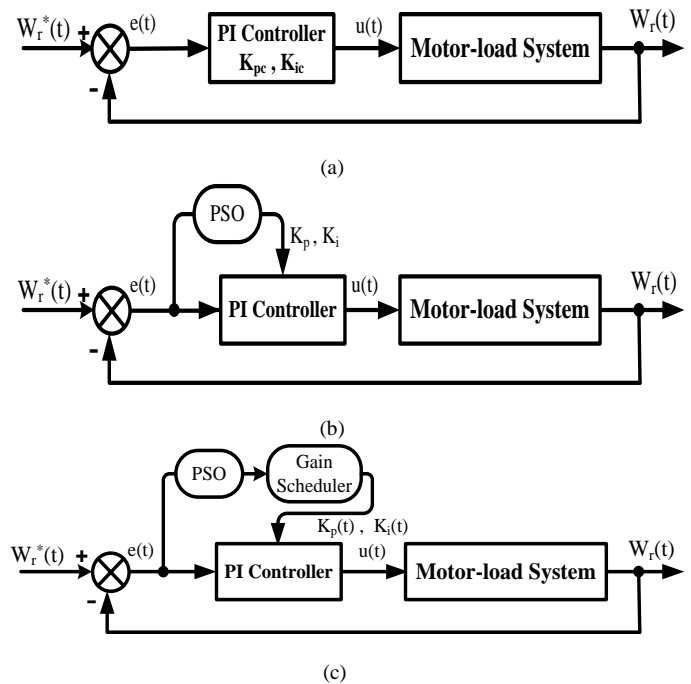 W_r^*(t) + e(t) PI Controller K_pc , K_ic u(t) Motor-load System W_r(t)
-
(a)
PSO
K_p , K_i
W_r^*(t) + e(t) PI Controller u(t) Motor-load System W_r(t)
-
(b)
PSO Gain Scheduler
K_p(t) , K_i(t)
W_r^*(t) + e(t) PI Controller u(t) Motor-load System W_r(t)
-
(c)